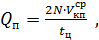 Qп = 2N·Vкп^ср / tц,